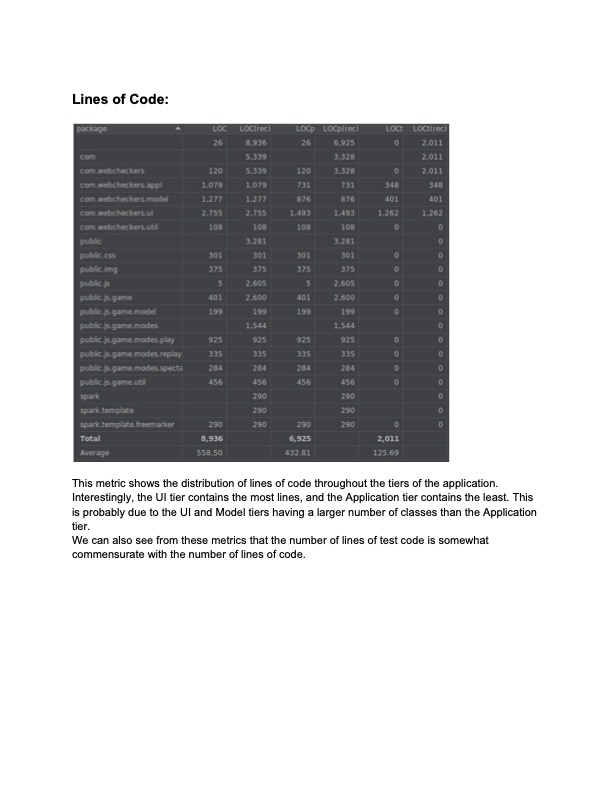 Lines of Code:
package LOC LOC(rec) LOCp LOCp(rec) LOCt LOCt(rec)
26 8,936 26 6,925 0 2,011
com 5,339 3,328 2,011
com.webcheckers 120 5,339 120 3,328 0 2,011
com.webcheckers.appl 1,079 1,079 731 731 348 348
com.webcheckers.model 1,277 1,277 876 876 401 401
com.webcheckers.ui 2,755 2,755 1,493 1,493 1,262 1,262
com.webcheckers.util 108 108 108 108 0 0
public 3,281 3,281 0
public.css 301 301 301 301 0 0
public.img 375 375 375 375 0 0
public.js 5 2,605 5 2,605 0 0
public.js.game 401 2,600 401 2,600 0 0
public.js.game.model 199 199 199 199 0 0
public.js.game.modes 1,544 1,544 0
public.js.game.modes.play 925 925 925 925 0 0
public.js.game.modes.replay 335 335 335 335 0 0
public.js.game.modes.specta 284 284 284 284 0 0
public.js.game.util 456 456 456 456 0 0
spark 290 290 0
spark.template 290 290 0
spark.template.freemarker 290 290 290 290 0 0
Total 8,936 6,925 2,011
Average 558.50 432.81 125.69
This metric shows the distribution of lines of code throughout the tiers of the application.
Interestingly, the UI tier contains the most lines, and the Application tier contains the least. This
is probably due to the UI and Model tiers having a larger number of classes than the Application
tier.
We can also see from these metrics that the number of lines of test code is somewhat
commensurate with the number of lines of code.